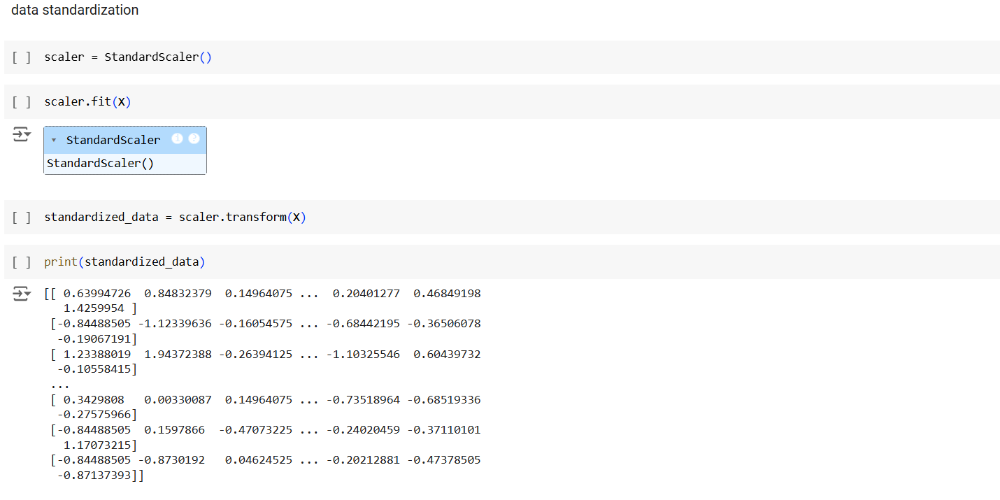 data standardization
[ ] scaler = StandardScaler()
[ ] scaler.fit(X)
StandardScaler i ?
StandardScaler()
[ ] standardized_data = scaler.transform(X)
[ ] print(standardized_data)
[[ 0.63994726  0.84832379  0.14964075 ...  0.20401277  0.46849198
   1.4259954 ]
 [-0.84488505 -1.12339636 -0.16054575 ... -0.68442195 -0.36506078
  -0.19067191]
 [ 1.23388019  1.94372388 -0.26394125 ... -1.10325546  0.60439732
  -0.10558415]
 ...
 [ 0.3429808   0.00330087  0.14964075 ... -0.73518964 -0.68519336
  -0.27575966]
 [-0.84488505  0.1597866  -0.47073225 ... -0.24020459 -0.37110101
   1.17073215]
 [-0.84488505 -0.8730192   0.04624525 ... -0.20212881 -0.47378505
  -0.87137393]]